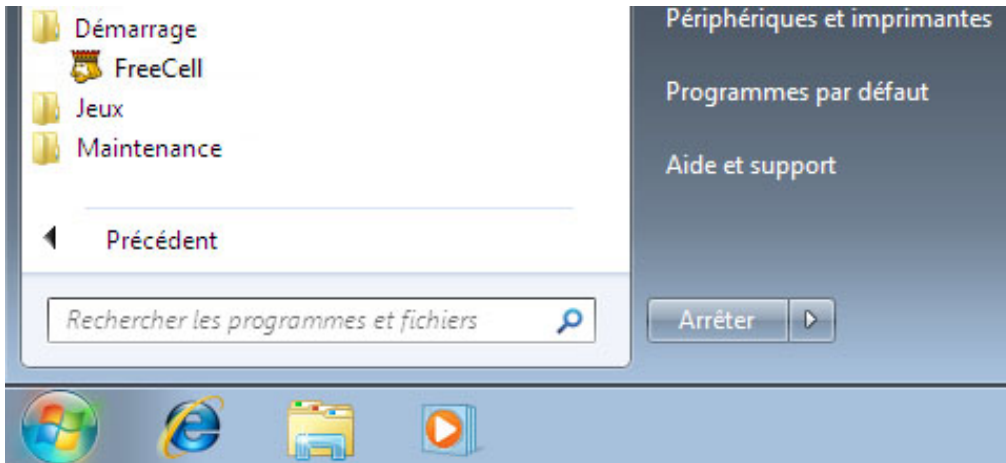 Démarrage
FreeCell
Jeux
Maintenance
Précédent
Rechercher les programmes et fichiers
Périphériques et imprimantes
Programmes par défaut
Aide et support
Arrêter